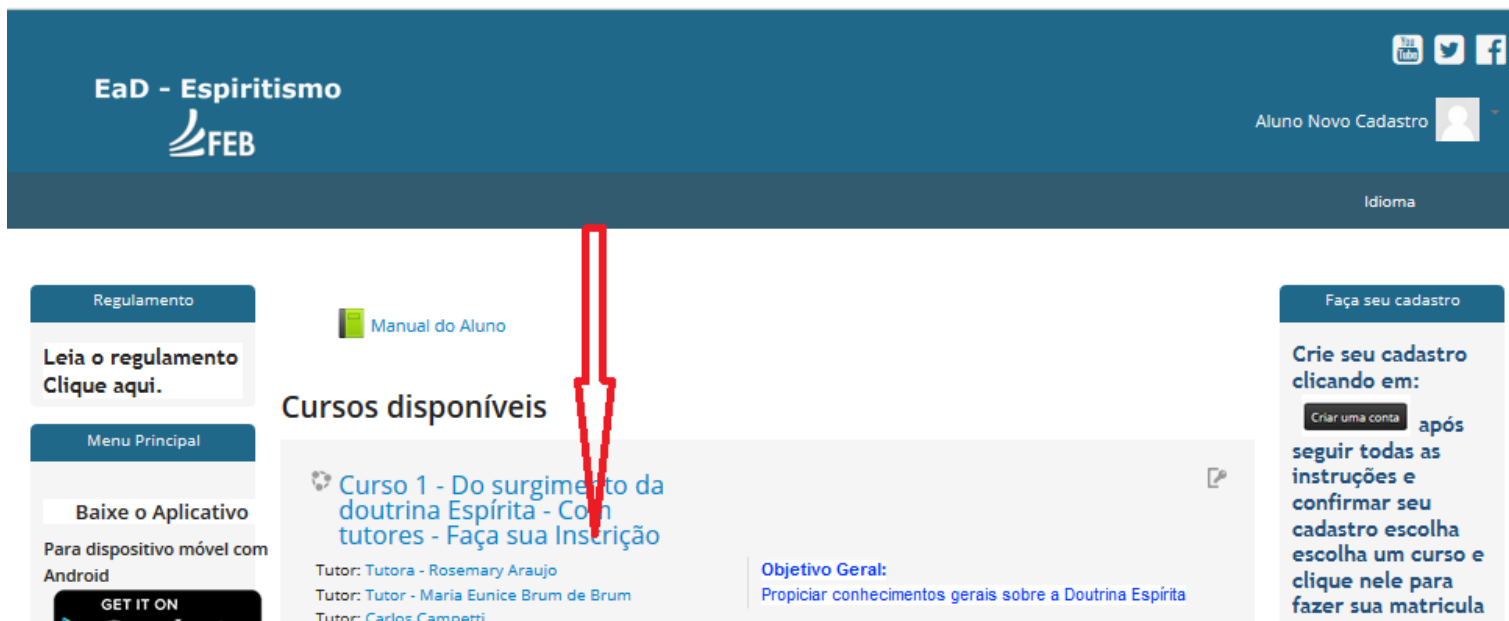 You
Tube
EaD - Espiritismo
FEB
Aluno Novo Cadastro
Idioma
Regulamento
Leia o regulamento
Clique aqui.
Menu Principal
Baixe o Aplicativo
Para dispositivo móvel com
Android
GET IT ON
Manual do Aluno
Cursos disponíveis
Curso 1 - Do surgimento da
doutrina Espírita - Com
tutores - Faça sua Inscrição
Tutor: Tutora - Rosemary Araujo
Tutor: Tutor - Maria Eunice Brum de Brum
Tutor: Carlos Campetti
Objetivo Geral:
Propiciar conhecimentos gerais sobre a Doutrina Espírita
Faça seu cadastro
Crie seu cadastro
clicando em:
Criar uma conta após
seguir todas as
instruções e
confirmar seu
cadastro escolha
escolha um curso e
clique nele para
fazer sua matricula